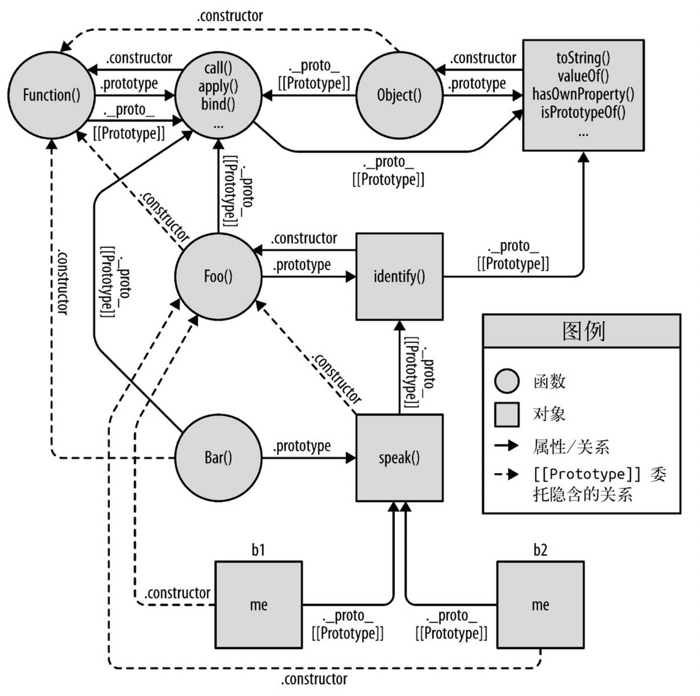 .constructor
.constructor
.prototype
._proto_
[[Prototype]]
Function()
call()
apply()
bind()
...
._proto_
[[Prototype]]
Object()
.constructor
.prototype
toString()
valueOf()
hasOwnProperty()
isPrototypeOf()
...
._proto_
[[Prototype]]
._proto_
[[Prototype]]
.constructor
._proto_
[[Prototype]]
.constructor
Foo()
.constructor
.prototype
identify()
._proto_
[[Prototype]]
.constructor
._proto_
[[Prototype]]
Bar()
.prototype
speak()
图例
函数
对象
属性/关系
[[Prototype]] 委
托隐含的关系
b1
me
.constructor
._proto_
[[Prototype]]
b2
me
._proto_
[[Prototype]]
.constructor